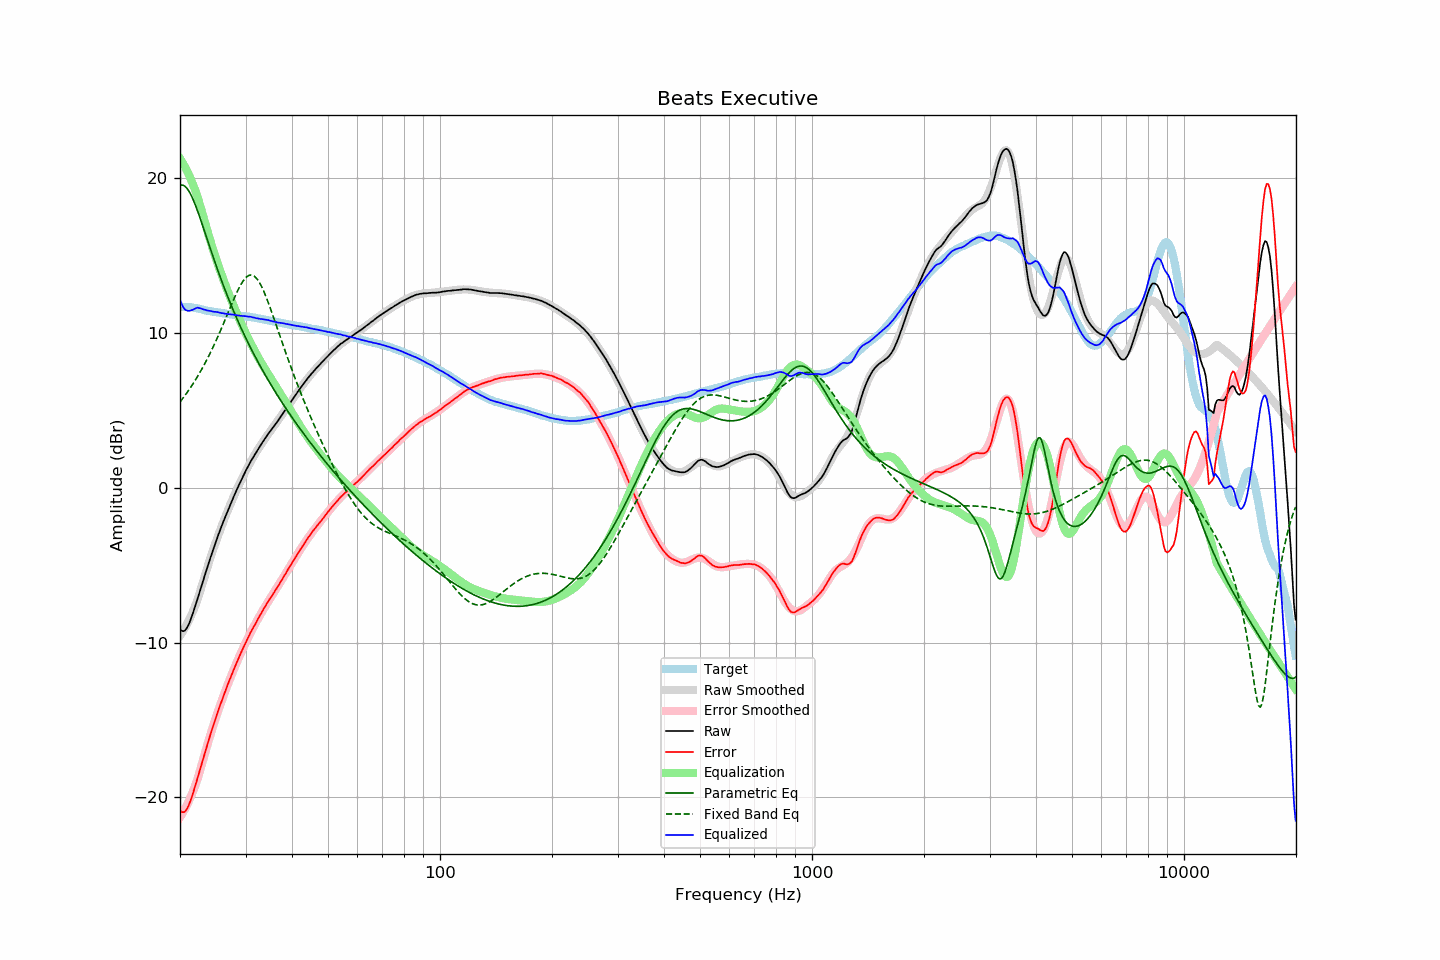 Beats Executive
Amplitude (dBr)
20
10
0
−10
−20
Target
Raw Smoothed
Error Smoothed
Raw
Error
Equalization
Parametric Eq
Fixed Band Eq
Equalized
100
1000
10000
Frequency (Hz)